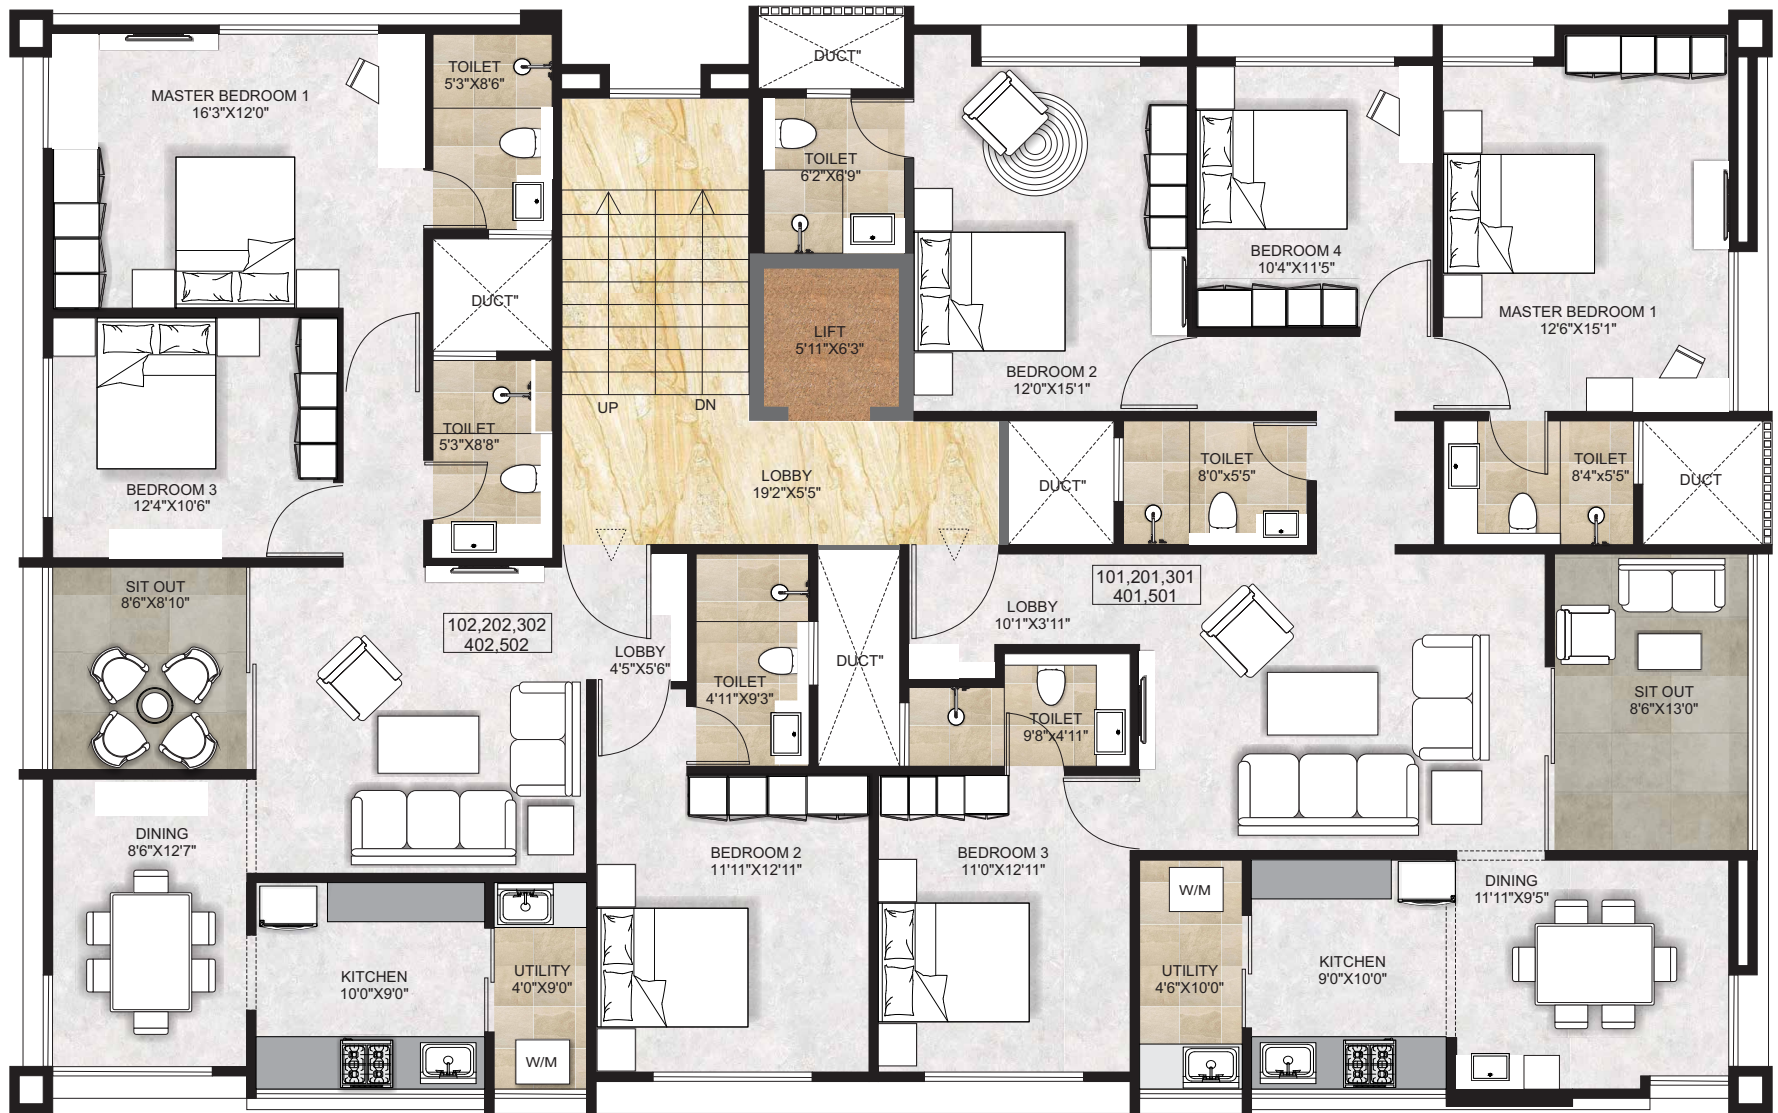 MASTER BEDROOM 1
16'3"X12'0"
TOILET
5'3"X8'6"
DUCT"
TOILET
6'2"X6'9"
BEDROOM 4
10'4"X11'5"
MASTER BEDROOM 1
12'6"X15'1"
DUCT"
LIFT
5'11"X6'3"
BEDROOM 2
12'0"X15'1"
UP
DN
TOILET
5'3"X8'8"
BEDROOM 3
12'4"X10'6"
LOBBY
19'2"X5'5"
DUCT"
TOILET
8'0"x5'5"
TOILET
8'4"x5'5"
DUCT
SIT OUT
8'6"X8'10"
102,202,302
402,502
LOBBY
4'5"X5'6"
TOILET
4'11"X9'3"
DUCT"
LOBBY
10'1"X3'11"
101,201,301
401,501
TOILET
9'8"x4'11"
SIT OUT
8'6"X13'0"
DINING
8'6"X12'7"
BEDROOM 2
11'11"X12'11"
BEDROOM 3
11'0"X12'11"
W/M
DINING
11'11"X9'5"
KITCHEN
10'0"X9'0"
UTILITY
4'0"X9'0"
UTILITY
4'6"X10'0"
KITCHEN
9'0"X10'0"
W/M